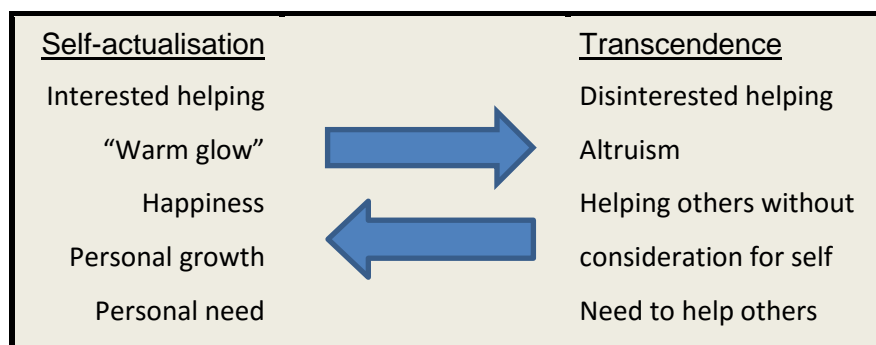 Self-actualisation
Interested helping
“Warm glow”
Happiness
Personal growth
Personal need
Transcendence
Disinterested helping
Altruism
Helping others without
consideration for self
Need to help others